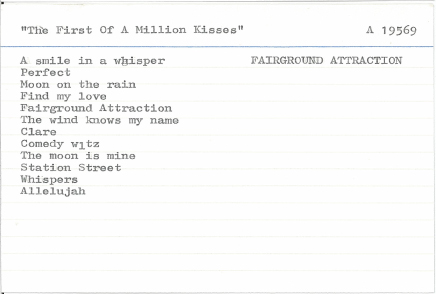 "The First Of A Million Kisses" A 19569
A smile in a whisper FAIRGROUND ATTRACTION
Perfect
Moon on the rain
Find my love
Fairground Attraction
The wind knows my name
Clare
Comedy witz
The moon is mine
Station Street
Whispers
Allelujah